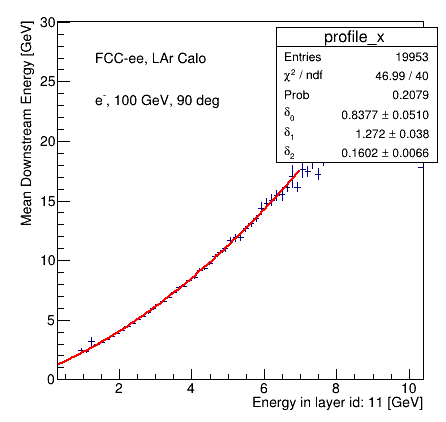 profile_x
Entries 19953
χ² / ndf 46.99 / 40
Prob 0.2079
δ₀ 0.8377 ± 0.0510
δ₁ 1.272 ± 0.038
δ₂ 0.1602 ± 0.0066
FCC-ee, LAr Calo
e⁻, 100 GeV, 90 deg
Mean Downstream Energy [GeV]
30
25
20
15
10
5
0
2 4 6 8 10
Energy in layer id: 11 [GeV]